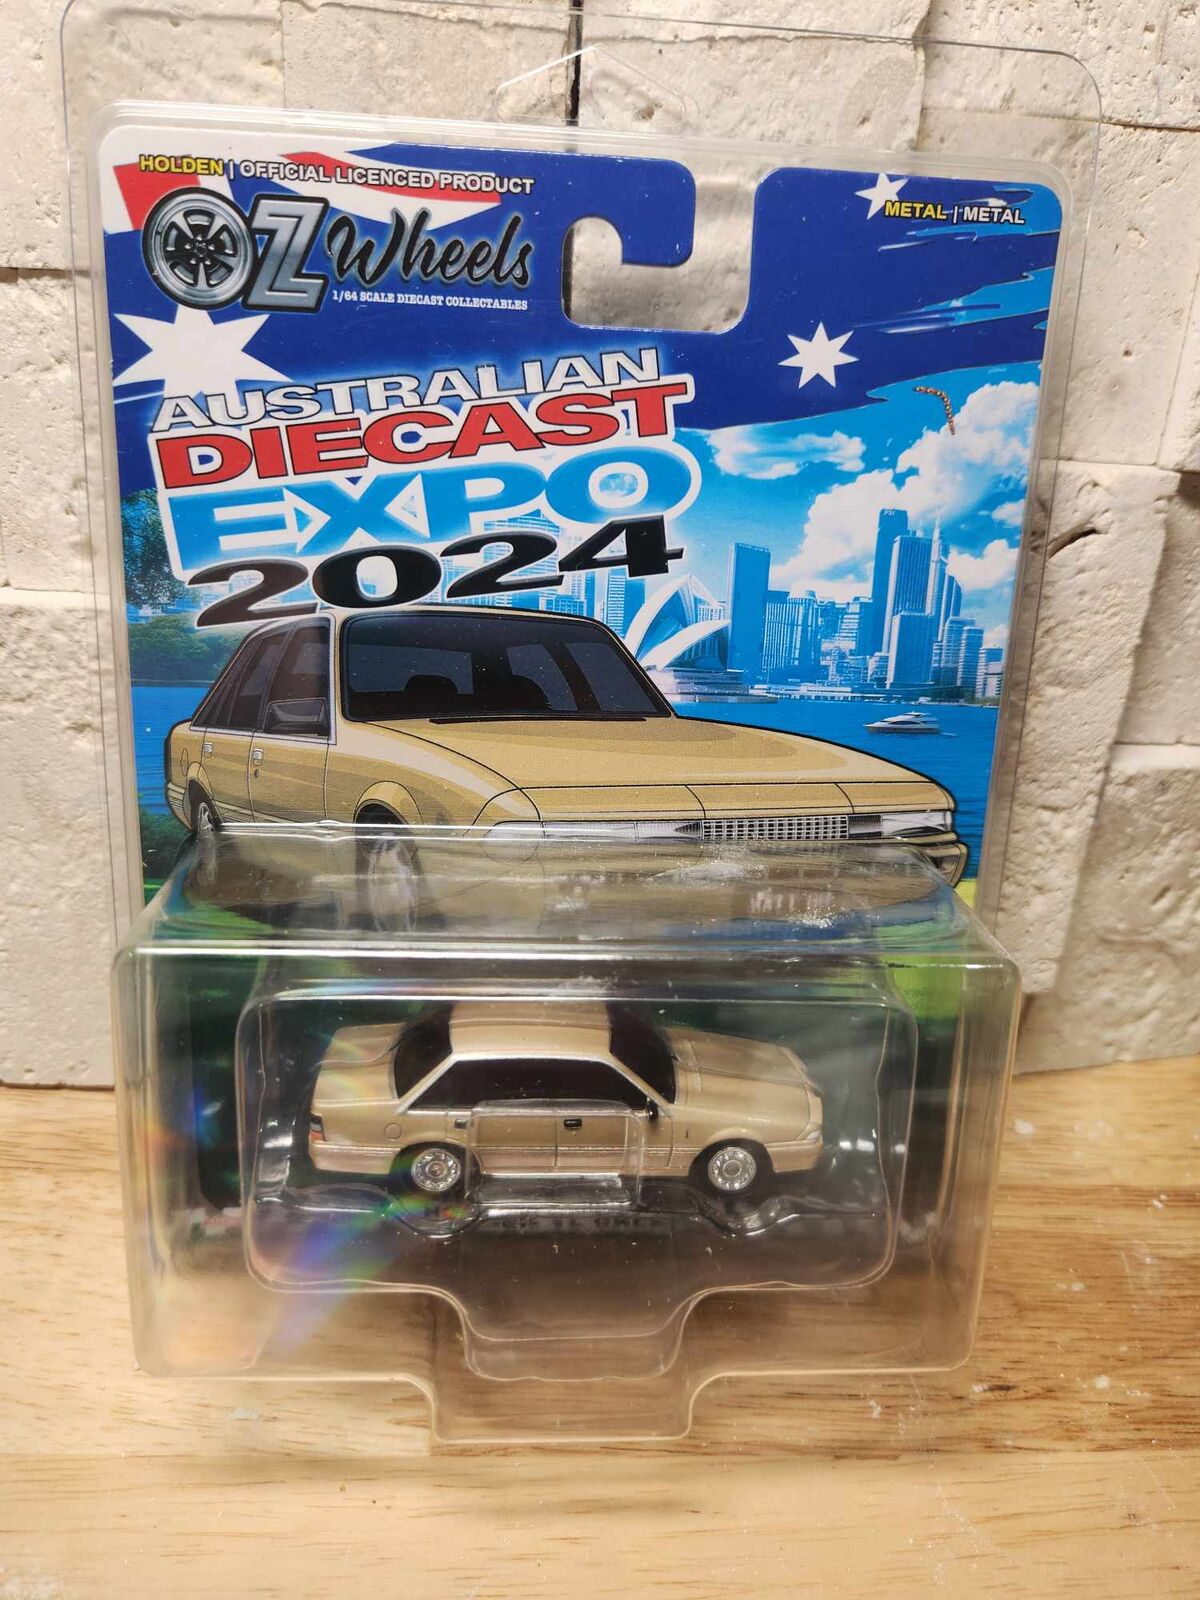 HOLDEN | OFFICIAL LICENCED PRODUCT
METAL | METAL
OZ Wheels
1/64 SCALE DIECAST COLLECTABLES
AUSTRALIAN
DIECAST
EXPO
2024